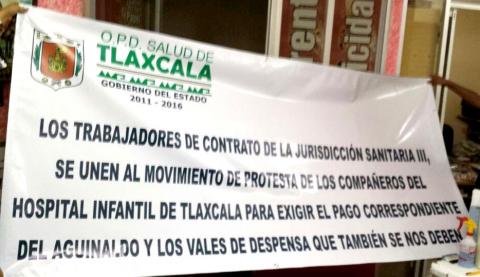 O.P.D. SALUD DE
TLAXCALA
GOBIERNO DEL ESTADO
2011 - 2016
LOS TRABAJADORES DE CONTRATO DE LA JURISDICCIÓN SANITARIA III,
SE UNEN AL MOVIMIENTO DE PROTESTA DE LOS COMPAÑEROS DEL
HOSPITAL INFANTIL DE TLAXCALA PARA EXIGIR EL PAGO CORRESPONDIENTE
DEL AGUINALDO Y LOS VALES DE DESPENSA QUE TAMBIÉN SE NOS DEBEN